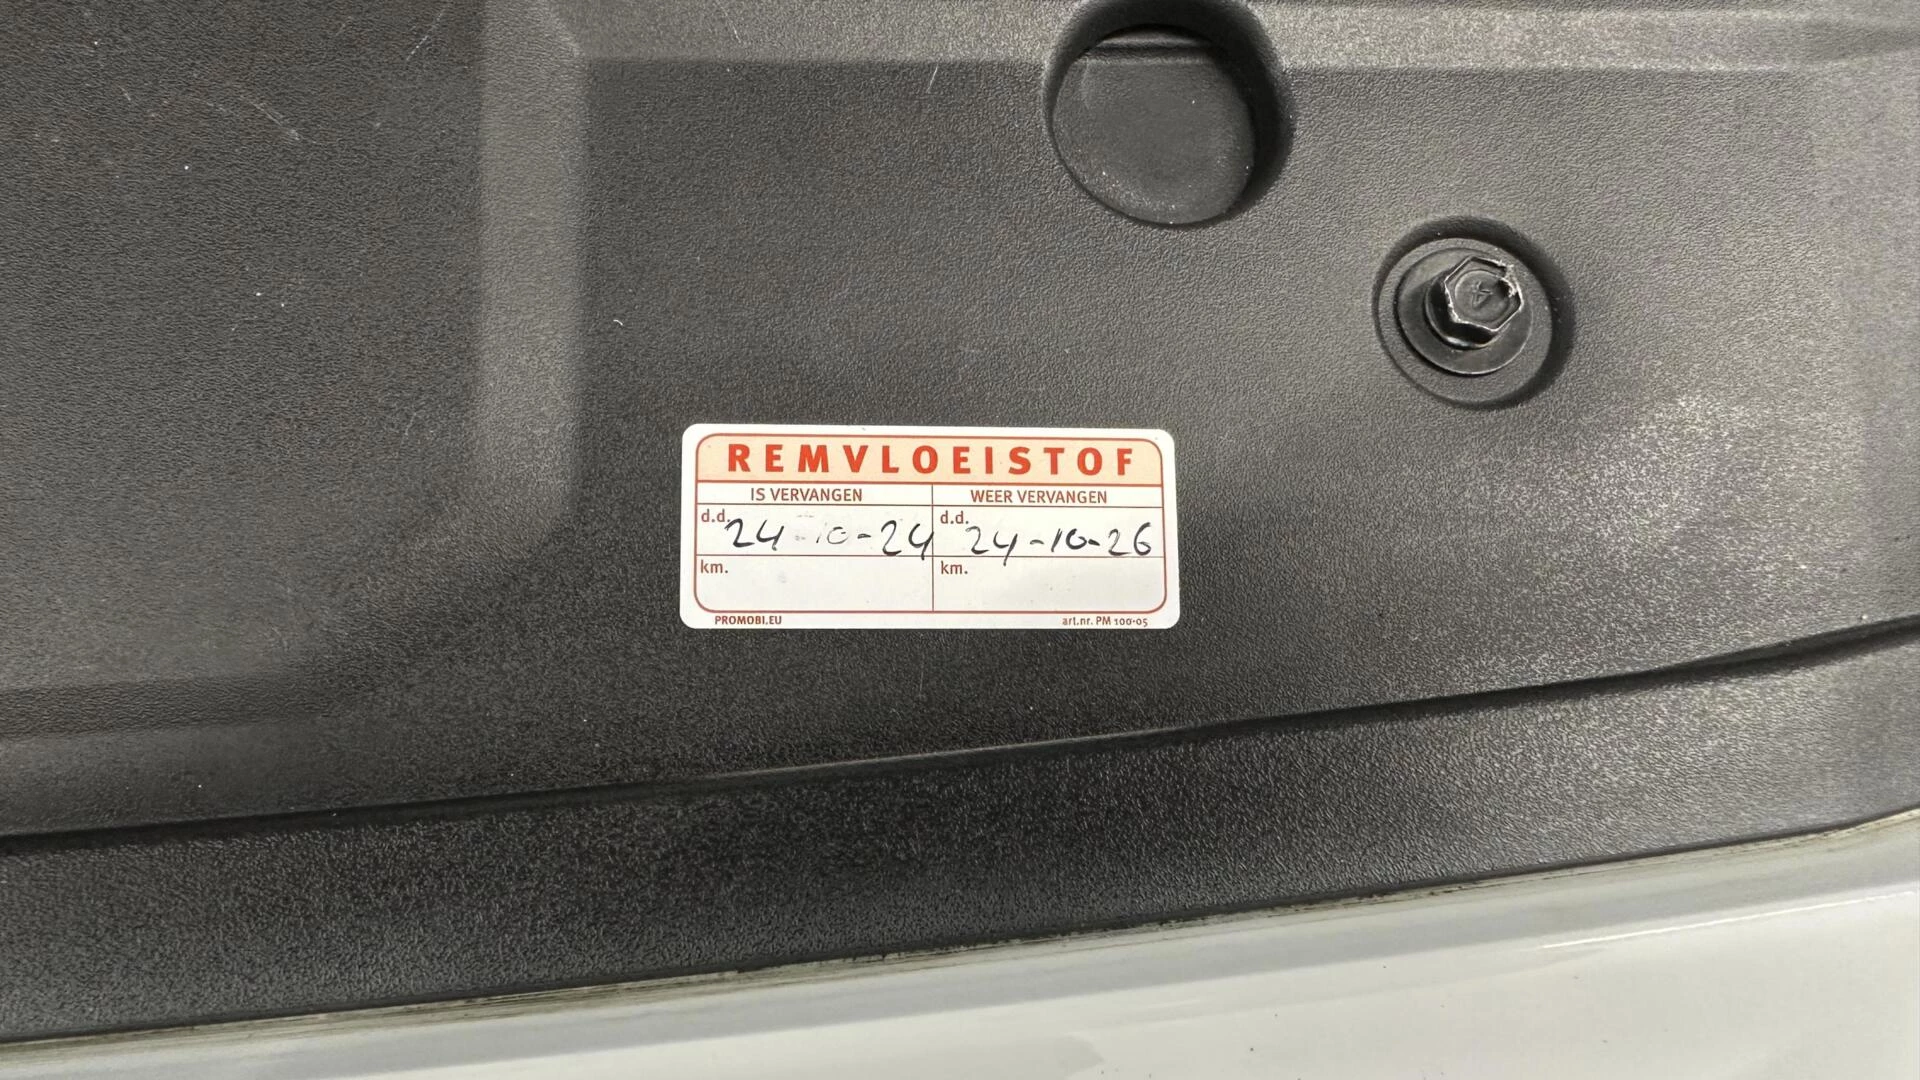 REMVLOEISTOF
IS VERVANGEN WEER VERVANGEN
d.d. 24-10-24 d.d. 24-10-26
km. km.
PROMOBI.EU art.nr. PM 100-05
4